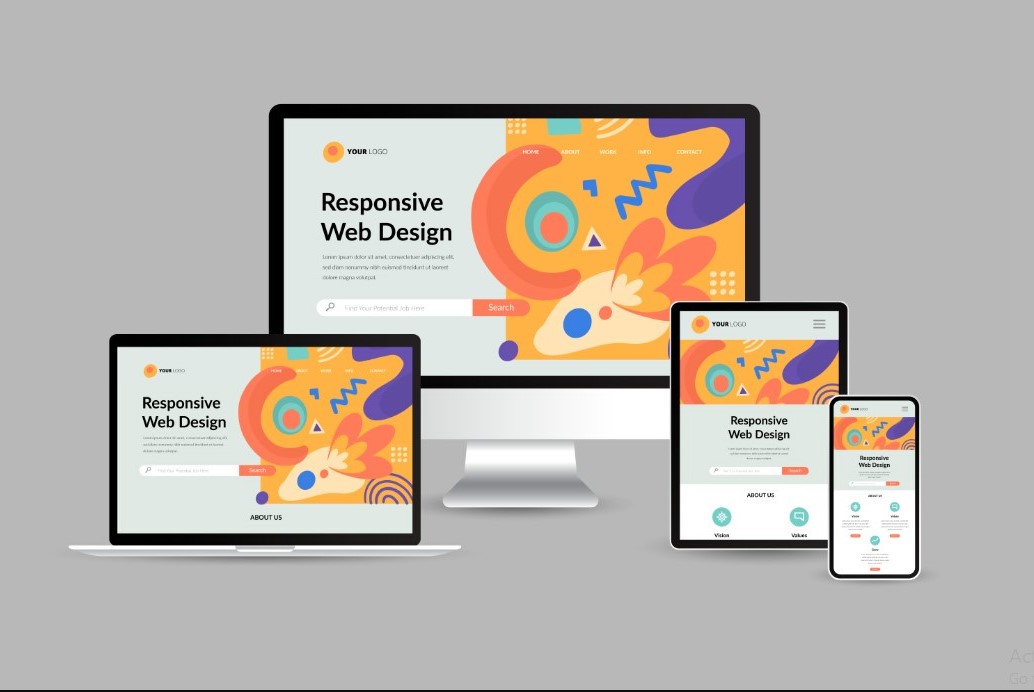 YOUR LOGO
HOME ABOUT WORK INFO CONTACT
Responsive
Web Design
Lorem ipsum dolor sit amet, consectetuer adipiscing elit,
sed diam nonummy nibh euismod tincidunt ut laoreet
dolore magna volutpat.
Find Your Potential Job Here
Search
YOUR LOGO
HOME ABOUT WORK INFO CONTACT
Responsive
Web Design
Search
ABOUT US
YOUR LOGO
Responsive
Web Design
Search
ABOUT US
Vision Values
YOUR LOGO
Responsive
Web Design
ABOUT US
Vision Values